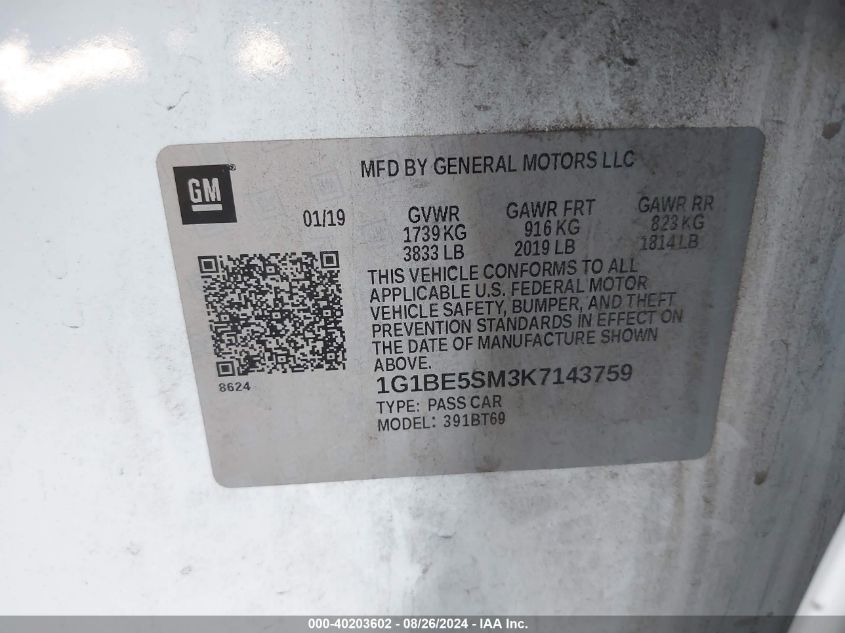 GM®
MFD BY GENERAL MOTORS LLC
01/19
GVWR GAWR FRT GAWR RR
1739 KG 916 KG 823 KG
3833 LB 2019 LB 1814 LB
THIS VEHICLE CONFORMS TO ALL
APPLICABLE U.S. FEDERAL MOTOR
VEHICLE SAFETY, BUMPER, AND THEFT
PREVENTION STANDARDS IN EFFECT ON
THE DATE OF MANUFACTURE SHOWN
ABOVE.
8624
1G1BE5SM3K7143759
TYPE: PASS CAR
MODEL: 391BT69
000-40203602 - 08/26/2024 - © IAA Inc.